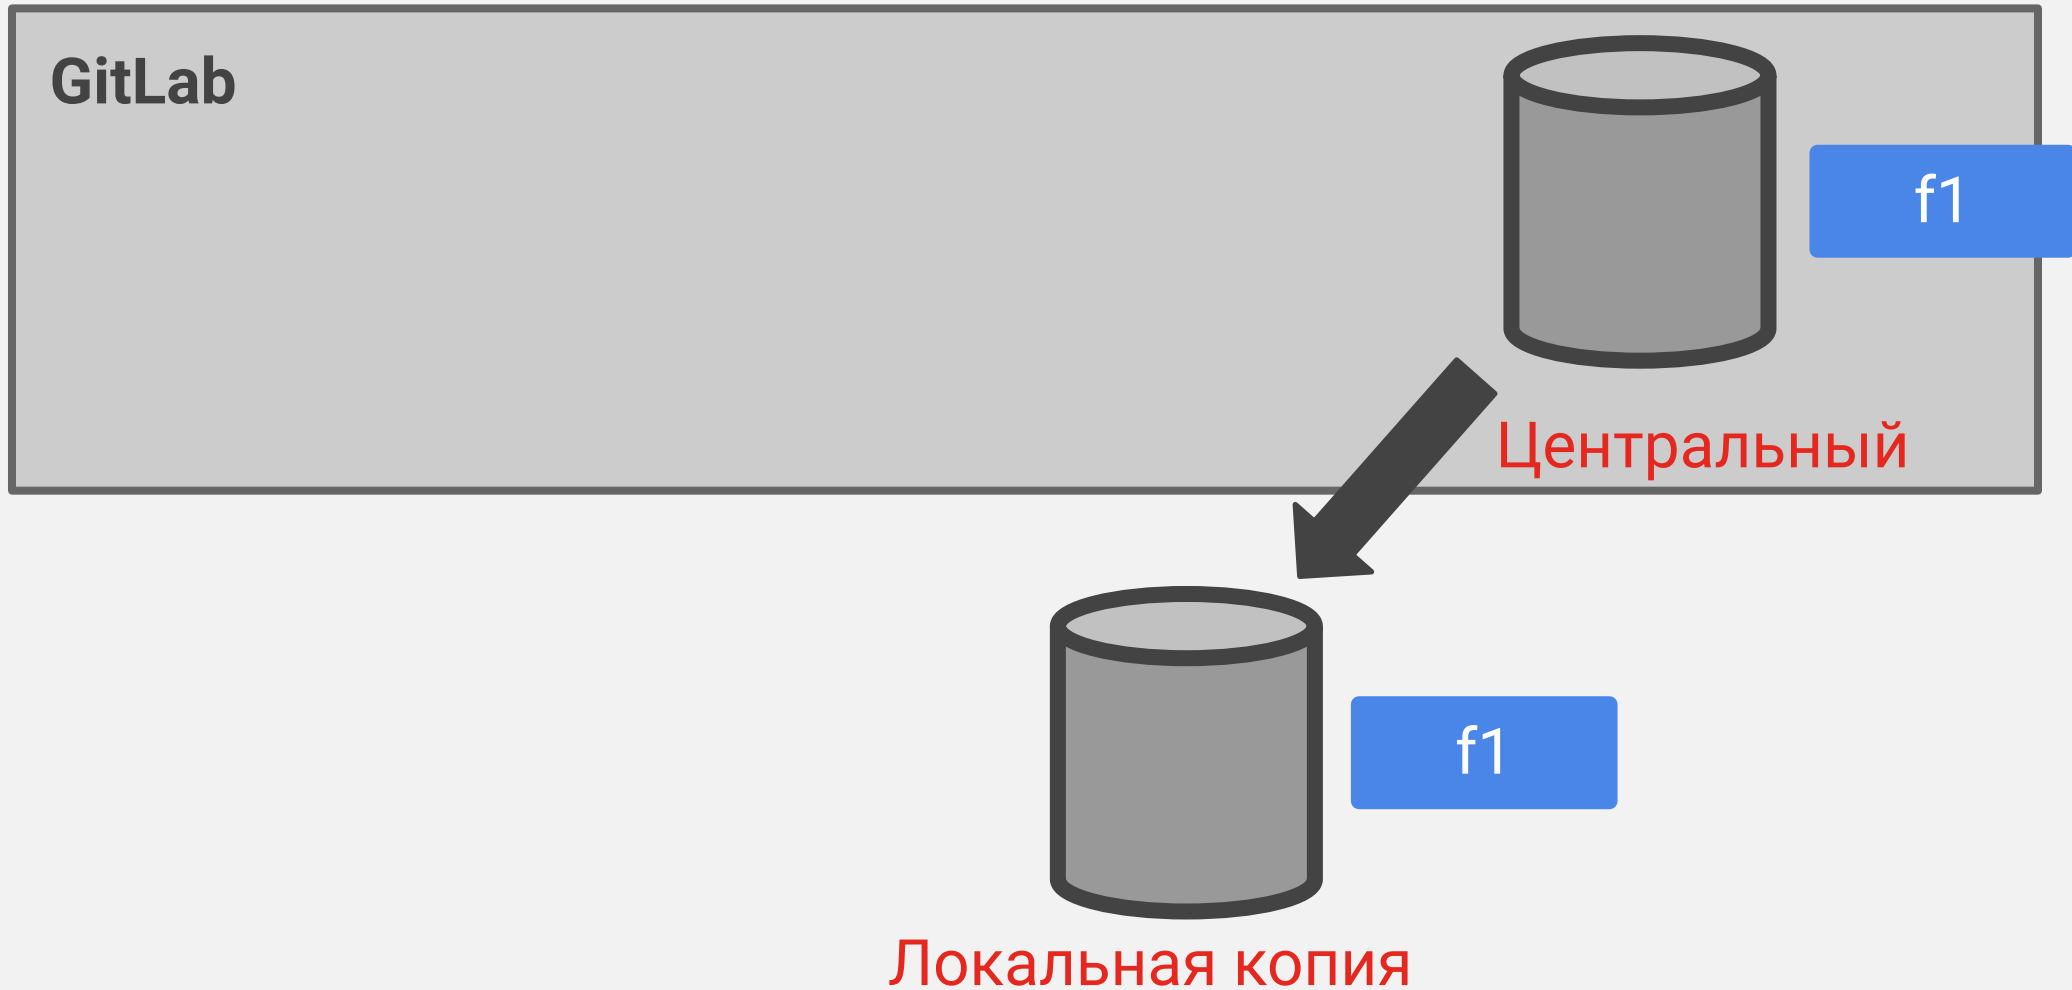 GitLab
f1
Центральный
f1
Локальная копия